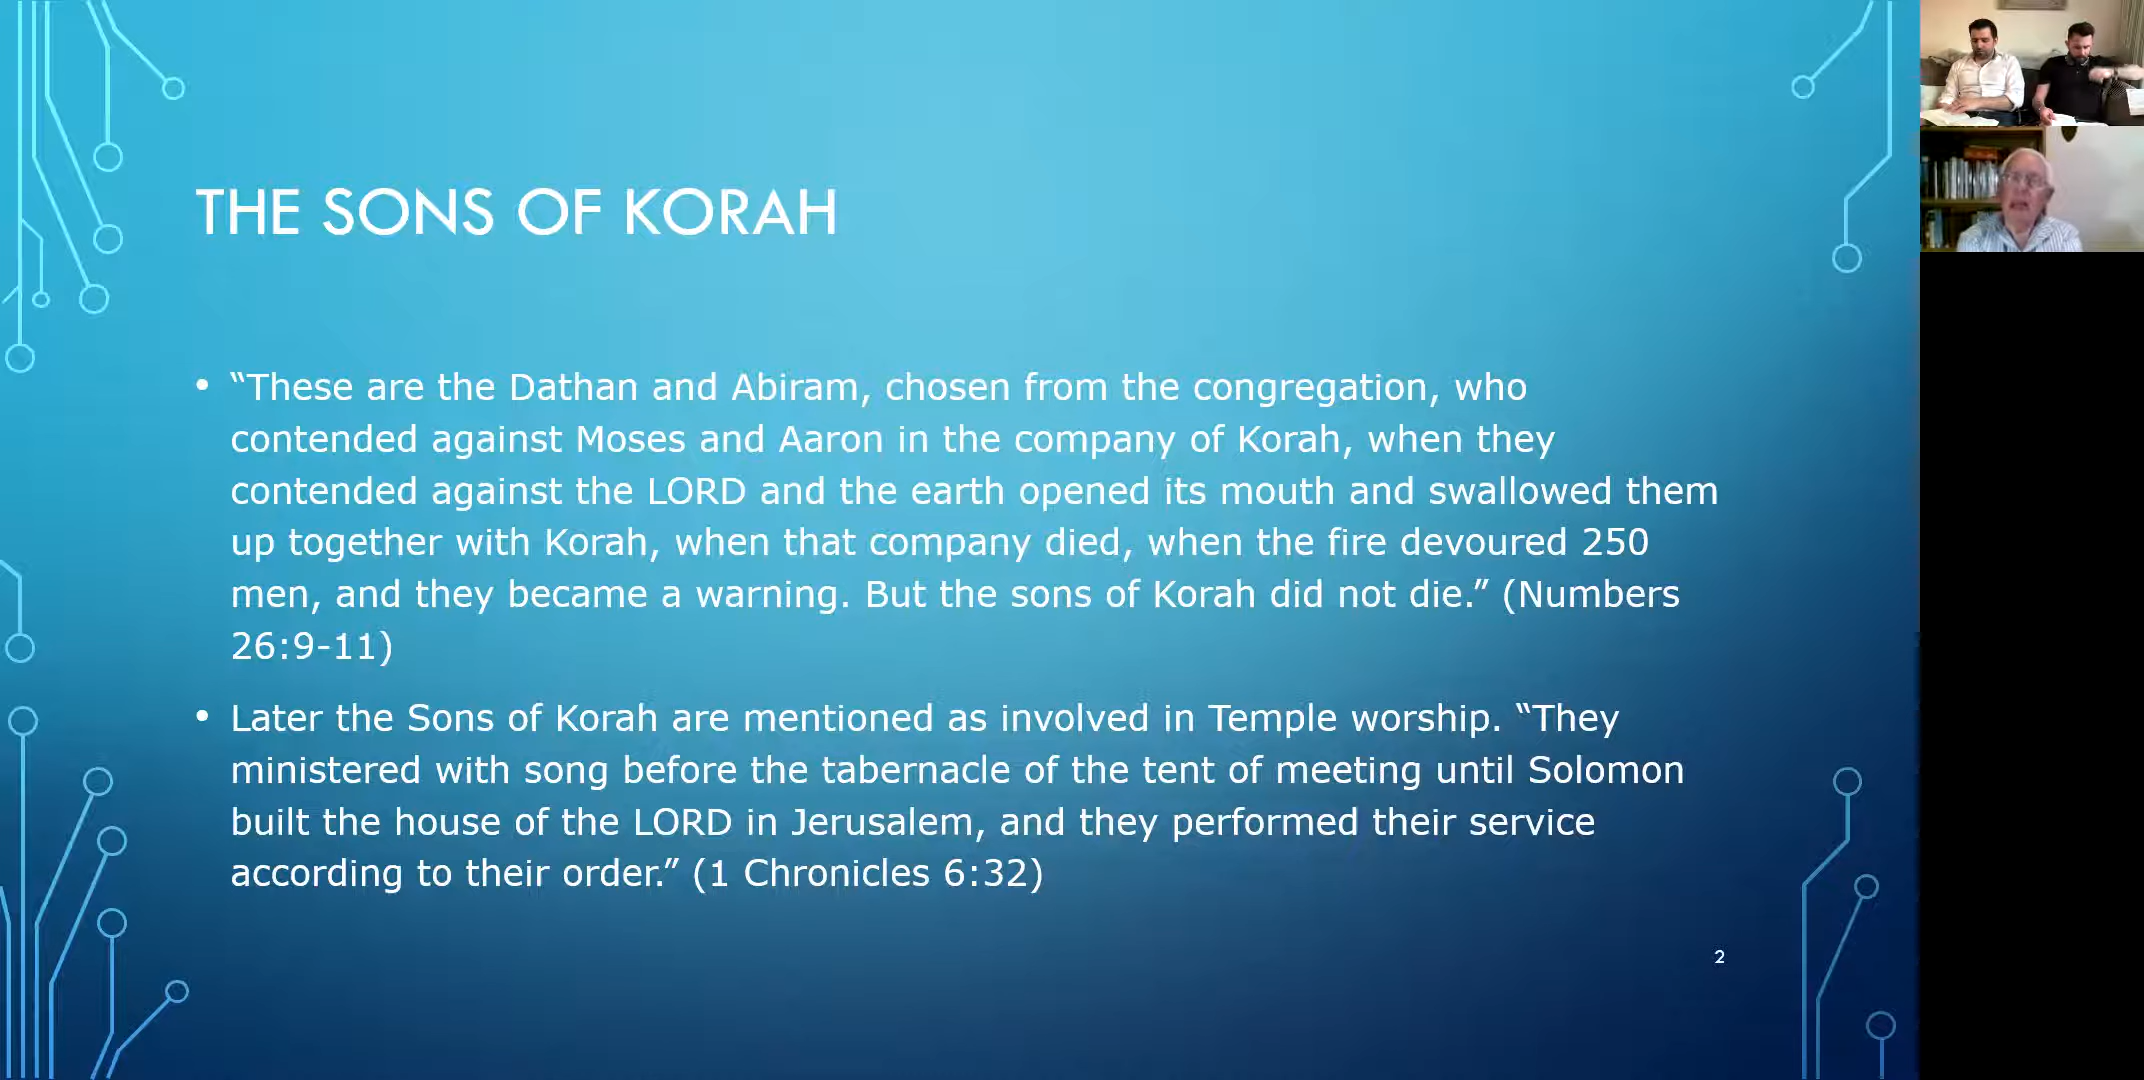 THE SONS OF KORAH
• “These are the Dathan and Abiram, chosen from the congregation, who
contended against Moses and Aaron in the company of Korah, when they
contended against the LORD and the earth opened its mouth and swallowed them
up together with Korah, when that company died, when the fire devoured 250
men, and they became a warning. But the sons of Korah did not die.” (Numbers
26:9-11)
• Later the Sons of Korah are mentioned as involved in Temple worship. “They
ministered with song before the tabernacle of the tent of meeting until Solomon
built the house of the LORD in Jerusalem, and they performed their service
according to their order.” (1 Chronicles 6:32)
2